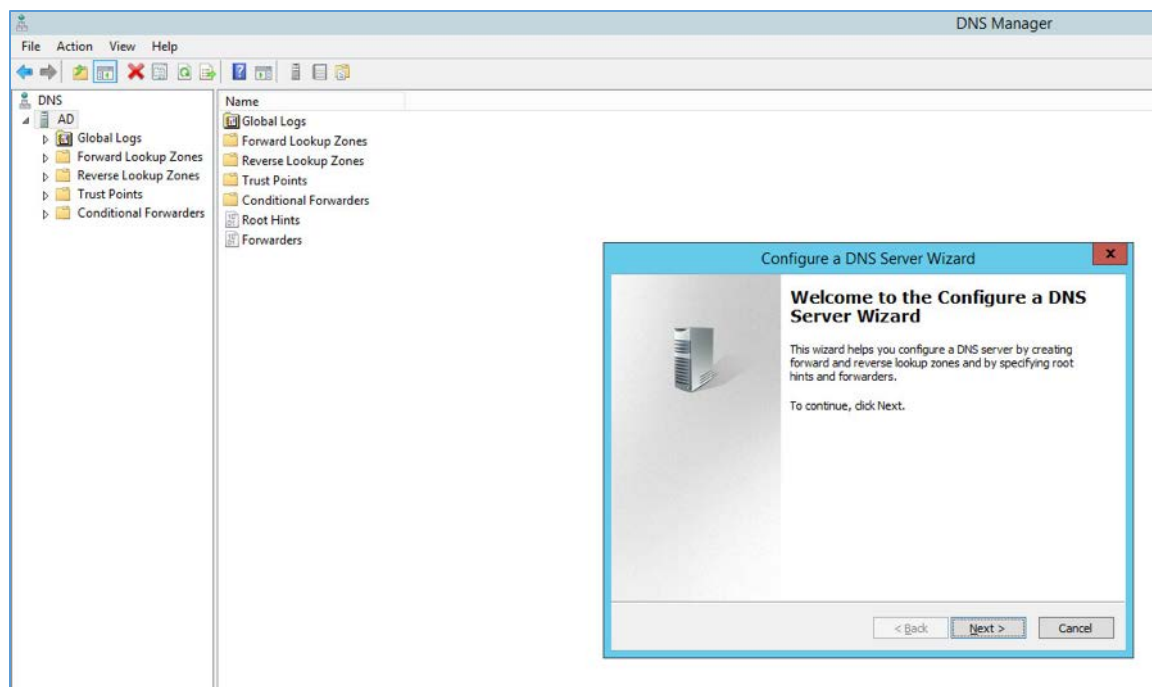 DNS Manager
File Action View Help
DNS
AD
Global Logs
Forward Lookup Zones
Reverse Lookup Zones
Trust Points
Conditional Forwarders
Name
Global Logs
Forward Lookup Zones
Reverse Lookup Zones
Trust Points
Conditional Forwarders
Root Hints
Forwarders
Configure a DNS Server Wizard
x
Welcome to the Configure a DNS
Server Wizard
This wizard helps you configure a DNS server by creating
forward and reverse lookup zones and by specifying root
hints and forwarders.
To continue, click Next.
< Back Next > Cancel